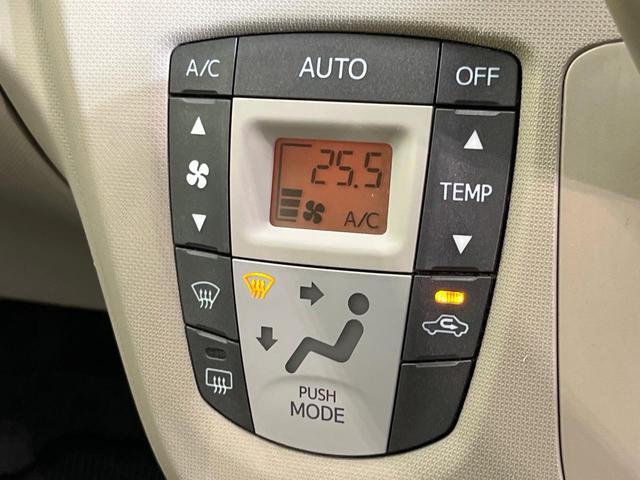 A/C AUTO OFF
25.5
A/C
TEMP
PUSH
MODE